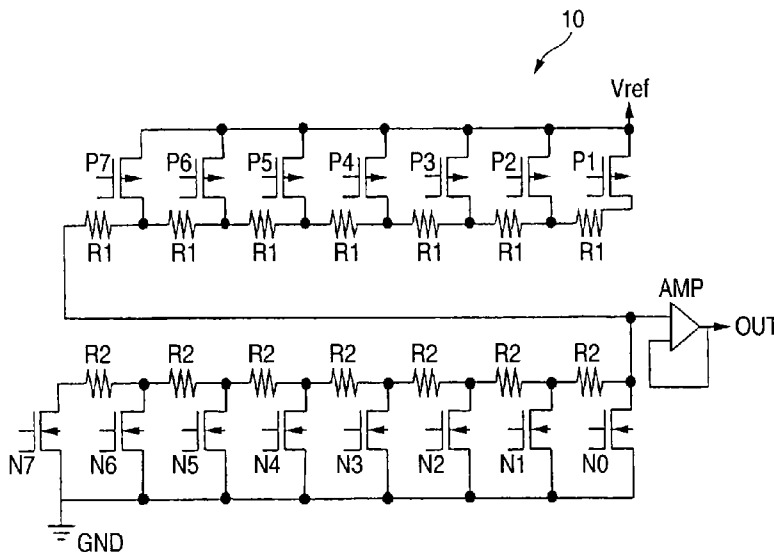 10
Vref
P7 P6 P5 P4 P3 P2 P1
R1 R1 R1 R1 R1 R1 R1
AMP
OUT
R2 R2 R2 R2 R2 R2 R2
N7 N6 N5 N4 N3 N2 N1 N0
GND